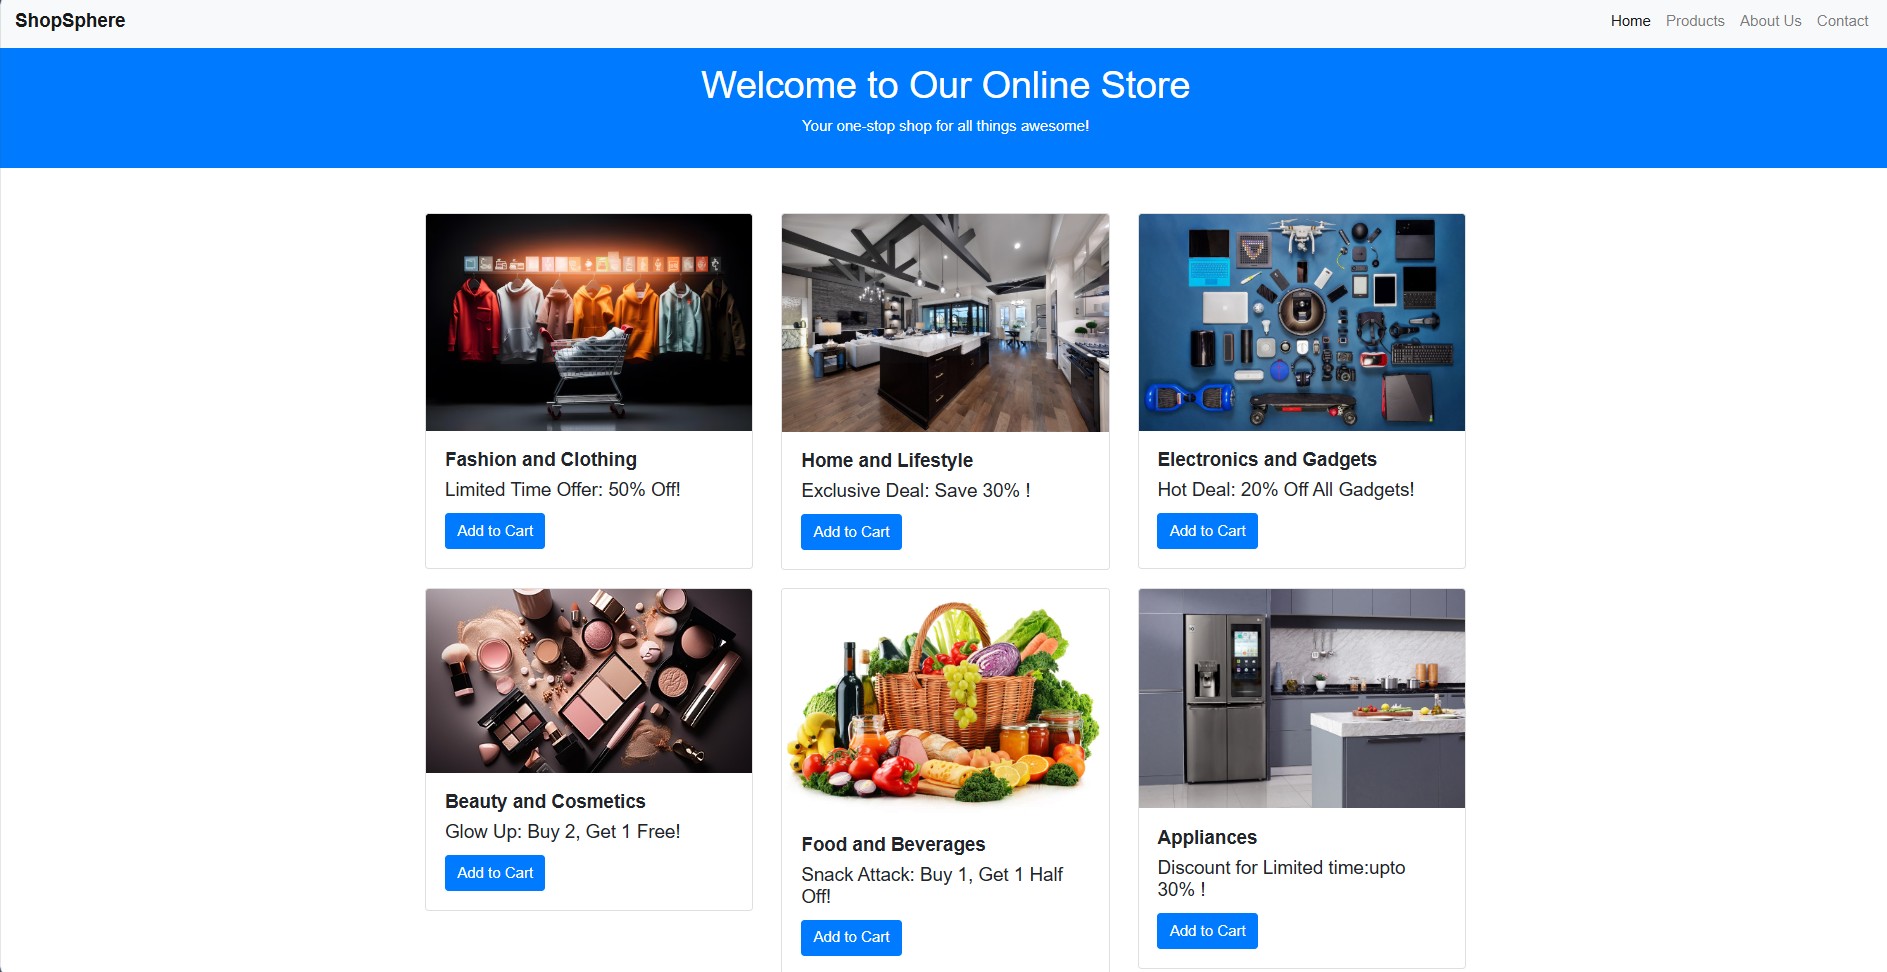 ShopSphere
Home Products About Us Contact
Welcome to Our Online Store
Your one-stop shop for all things awesome!
Fashion and Clothing
Limited Time Offer: 50% Off!
Add to Cart
Home and Lifestyle
Exclusive Deal: Save 30% !
Add to Cart
Electronics and Gadgets
Hot Deal: 20% Off All Gadgets!
Add to Cart
Beauty and Cosmetics
Glow Up: Buy 2, Get 1 Free!
Add to Cart
Food and Beverages
Snack Attack: Buy 1, Get 1 Half
Off!
Add to Cart
Appliances
Discount for Limited time:upto
30% !
Add to Cart